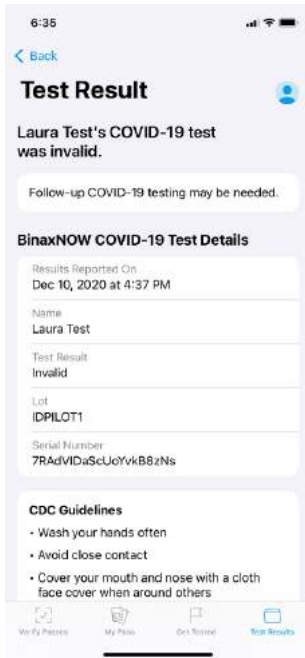 6:35
Back
Test Result
Laura Test's COVID-19 test
was invalid.
Follow-up COVID-19 testing may be needed.
BinaxNOW COVID-19 Test Details
Results Reported On
Dec 10, 2020 at 4:37 PM
Name
Laura Test
Test Result
Invalid
Lot
IDPILOT1
Serial Number
7RAdVIDaScUoYvkB8zNs
CDC Guidelines
• Wash your hands often
• Avoid close contact
• Cover your mouth and nose with a cloth
face cover when around others
Verify Passes My Pass Get Tested Test Results